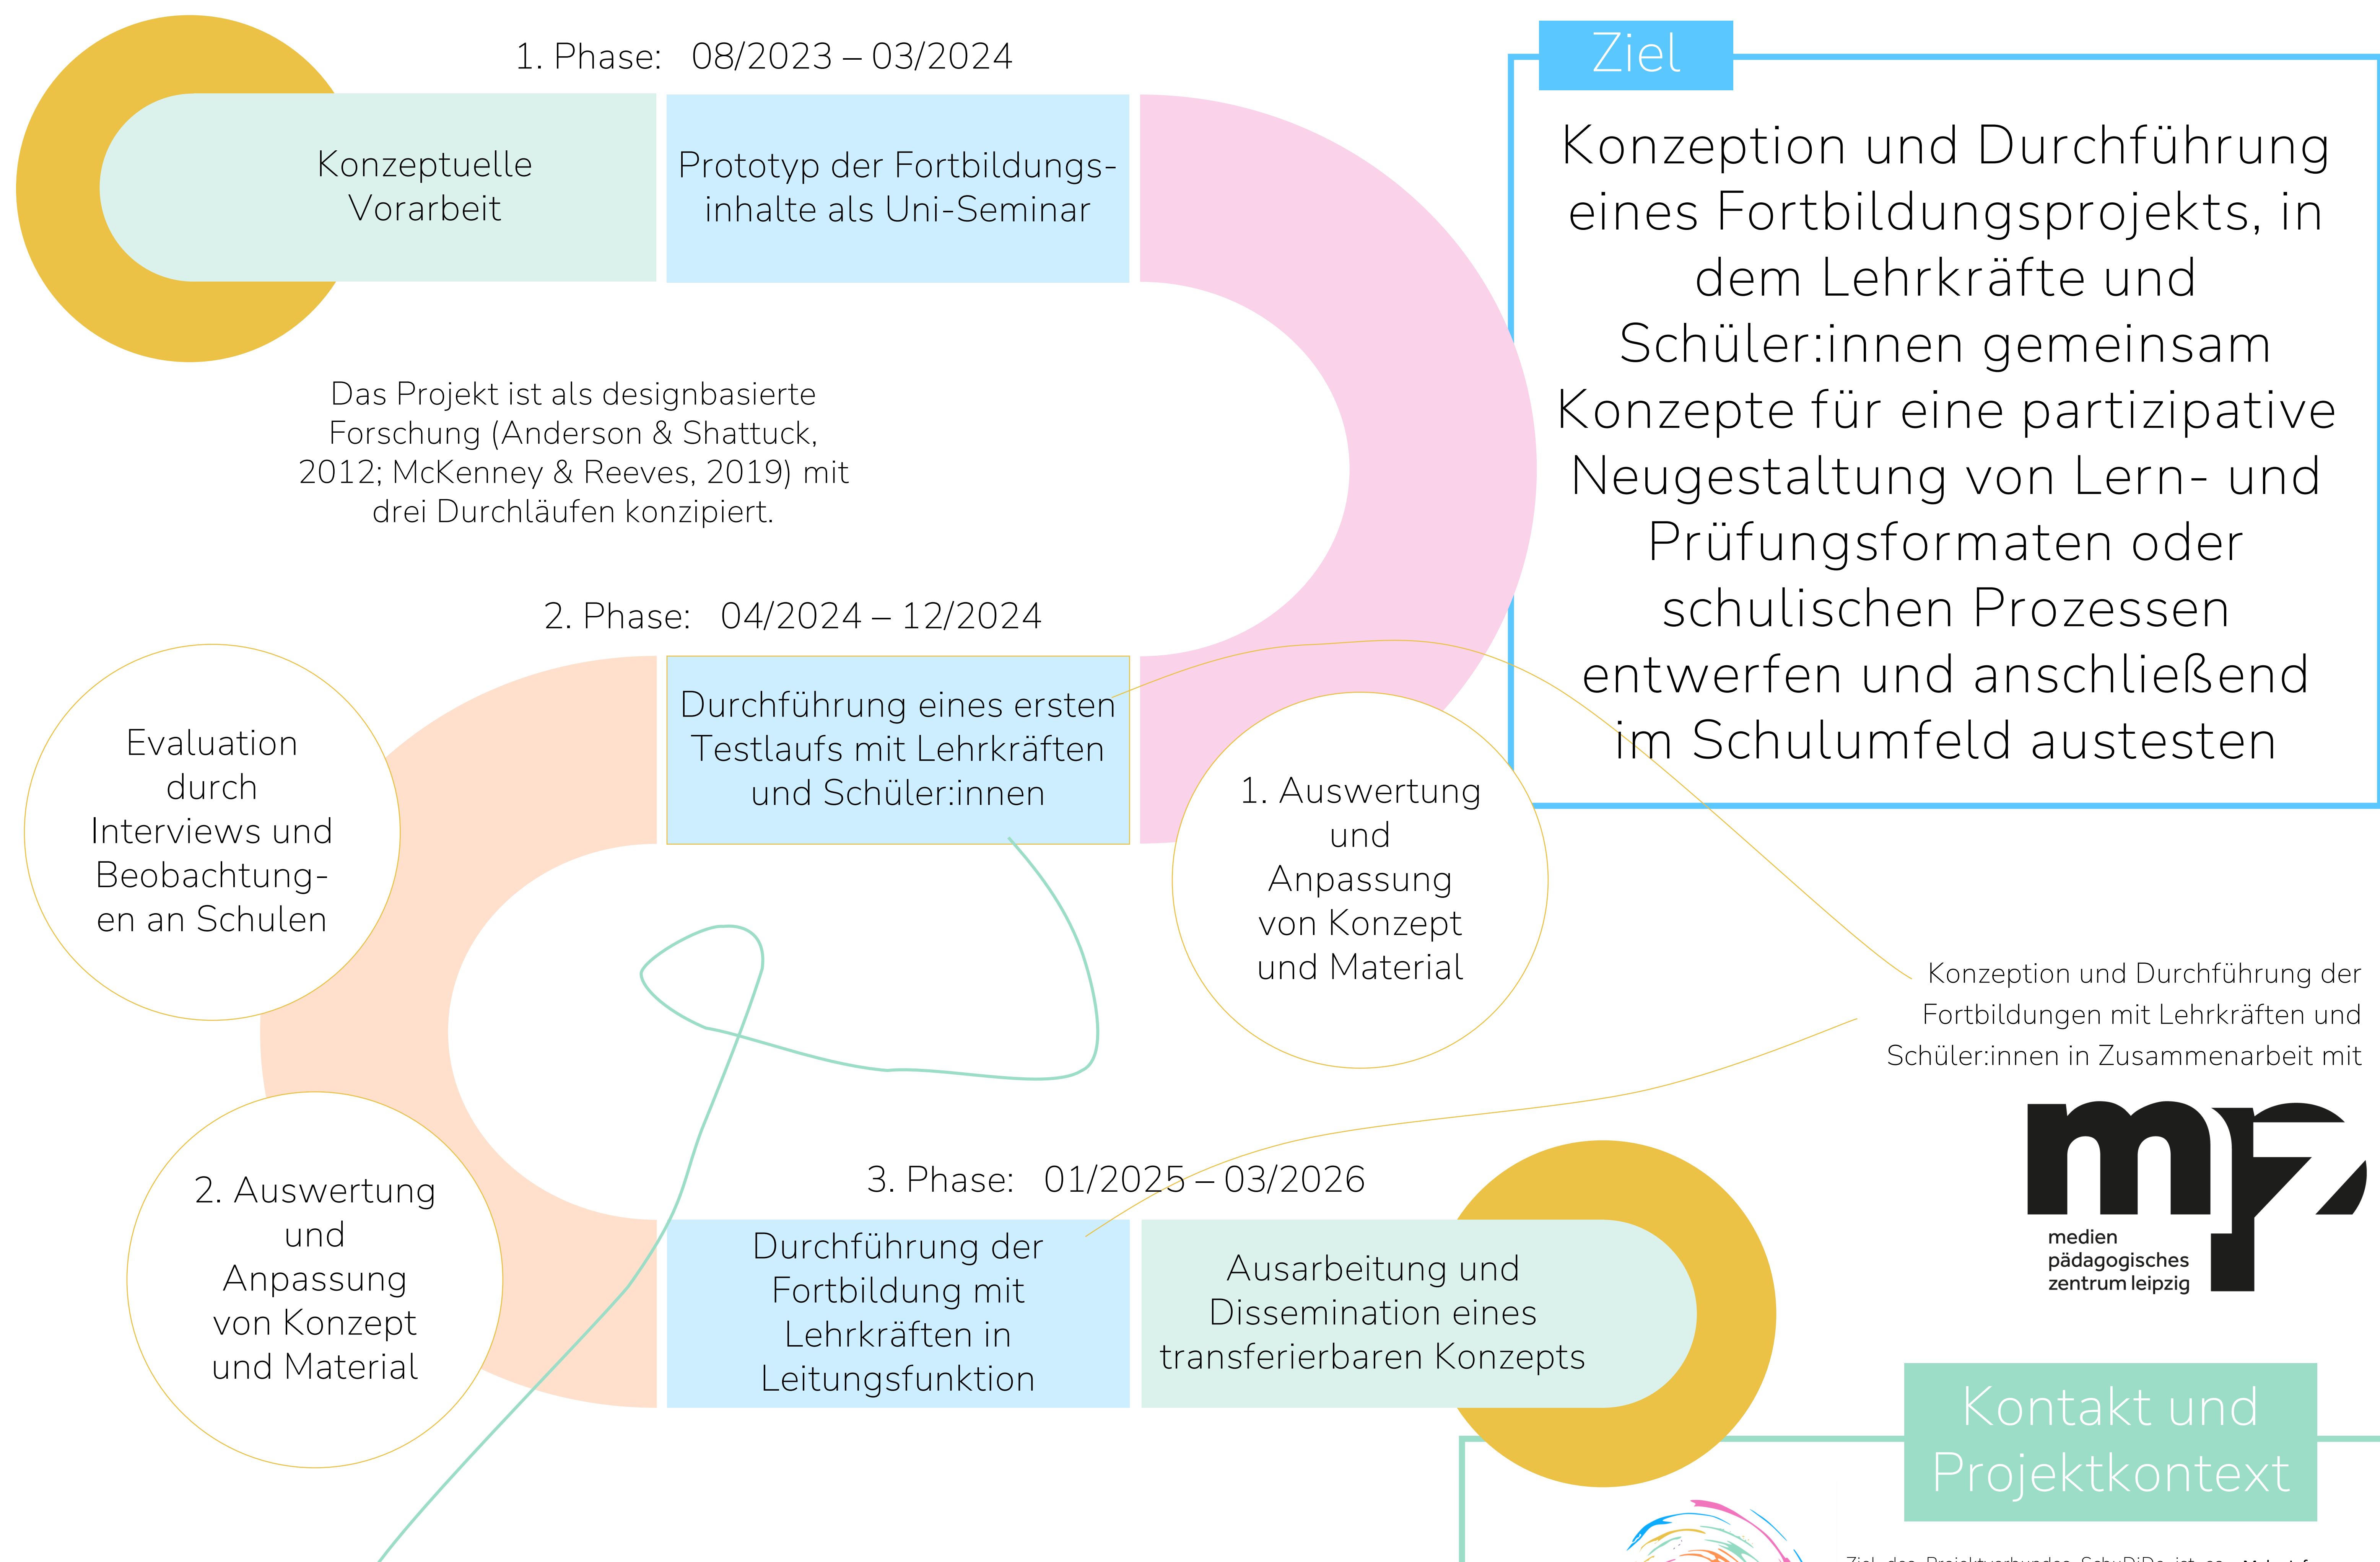 1. Phase: 08/2023 – 03/2024
Konzeptuelle
Vorarbeit
Prototyp der Fortbildungs-
inhalte als Uni-Seminar
Das Projekt ist als designbasierte
Forschung (Anderson & Shattuck,
2012; McKenney & Reeves, 2019) mit
drei Durchläufen konzipiert.
Ziel
Konzeption und Durchführung
eines Fortbildungsprojekts, in
dem Lehrkräfte und
Schüler:innen gemeinsam
Konzepte für eine partizipative
Neugestaltung von Lern- und
Prüfungsformaten oder
schulischen Prozessen
entwerfen und anschließend
im Schulumfeld austesten
2. Phase: 04/2024 – 12/2024
Durchführung eines ersten
Testlaufs mit Lehrkräften
und Schüler:innen
1. Auswertung
und
Anpassung
von Konzept
und Material
Evaluation
durch
Interviews und
Beobachtung-
en an Schulen
2. Auswertung
und
Anpassung
von Konzept
und Material
3. Phase: 01/2025 – 03/2026
Durchführung der
Fortbildung mit
Lehrkräften in
Leitungsfunktion
Ausarbeitung und
Dissemination eines
transferierbaren Konzepts
Konzeption und Durchführung der
Fortbildungen mit Lehrkräften und
Schüler:innen in Zusammenarbeit mit
mpz
medien
pädagogisches
zentrum leipzig
Kontakt und
Projektkontext